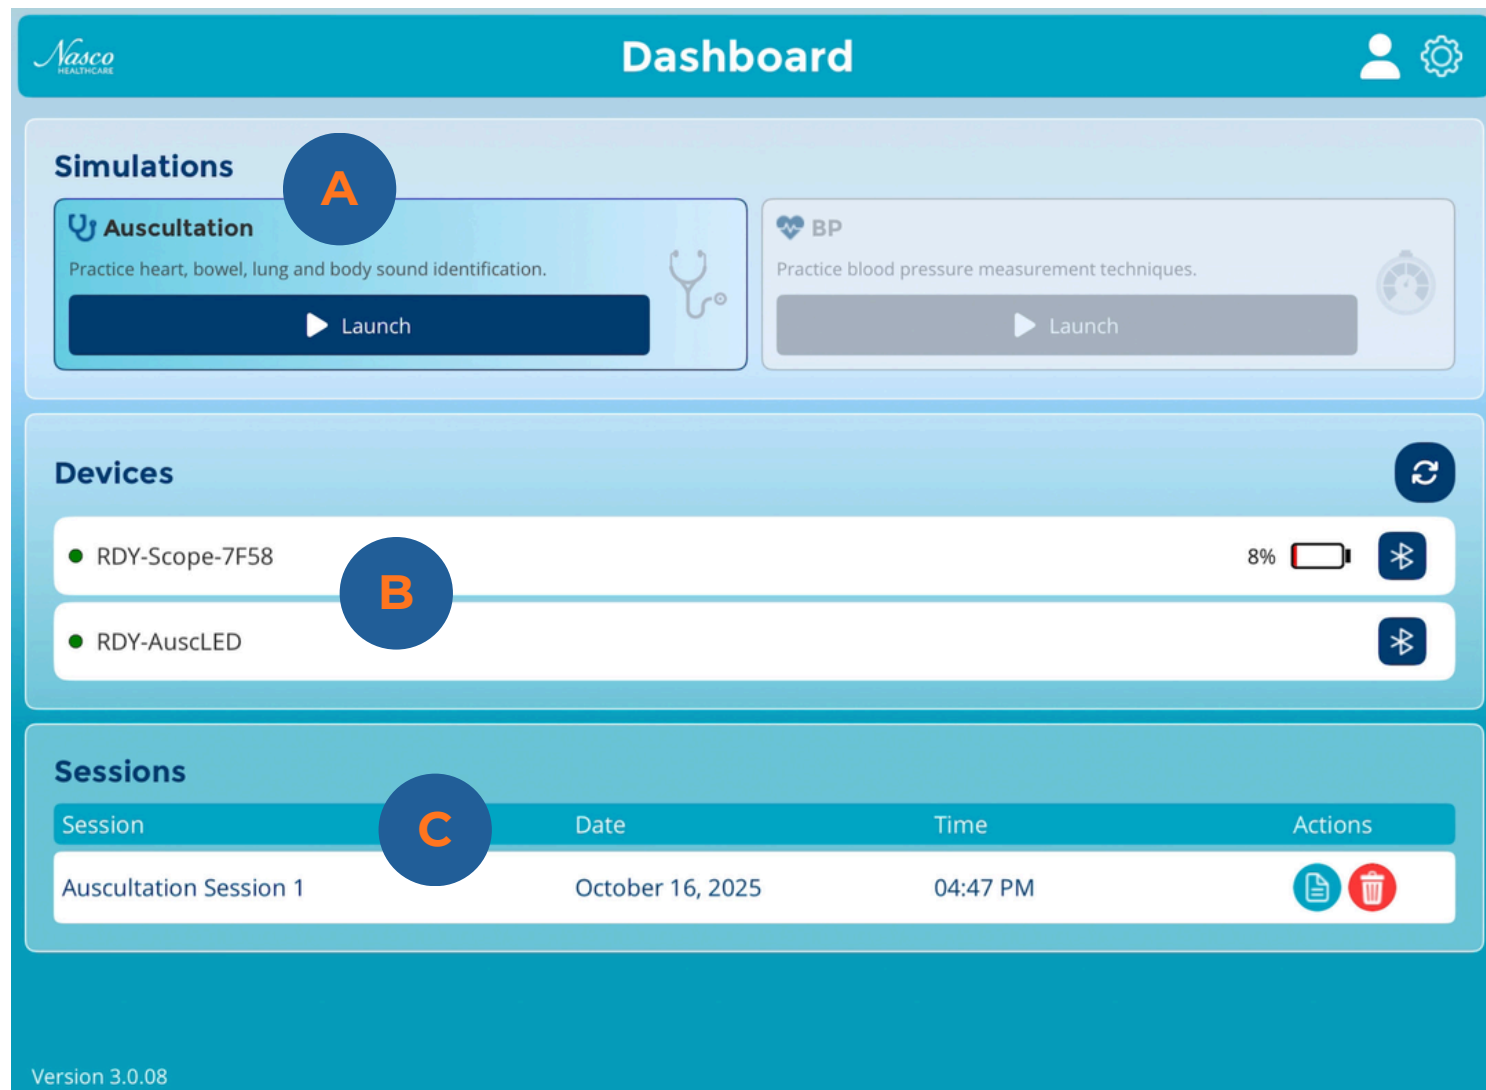 Nasco
HEALTHCARE
Dashboard
Simulations
A
Auscultation
Practice heart, bowel, lung and body sound identification.
Launch
BP
Practice blood pressure measurement techniques.
Launch
Devices
RDY-Scope-7F58
8%
B
RDY-AuscLED
Sessions
C
Session Date Time Actions
Auscultation Session 1 October 16, 2025 04:47 PM
Version 3.0.08